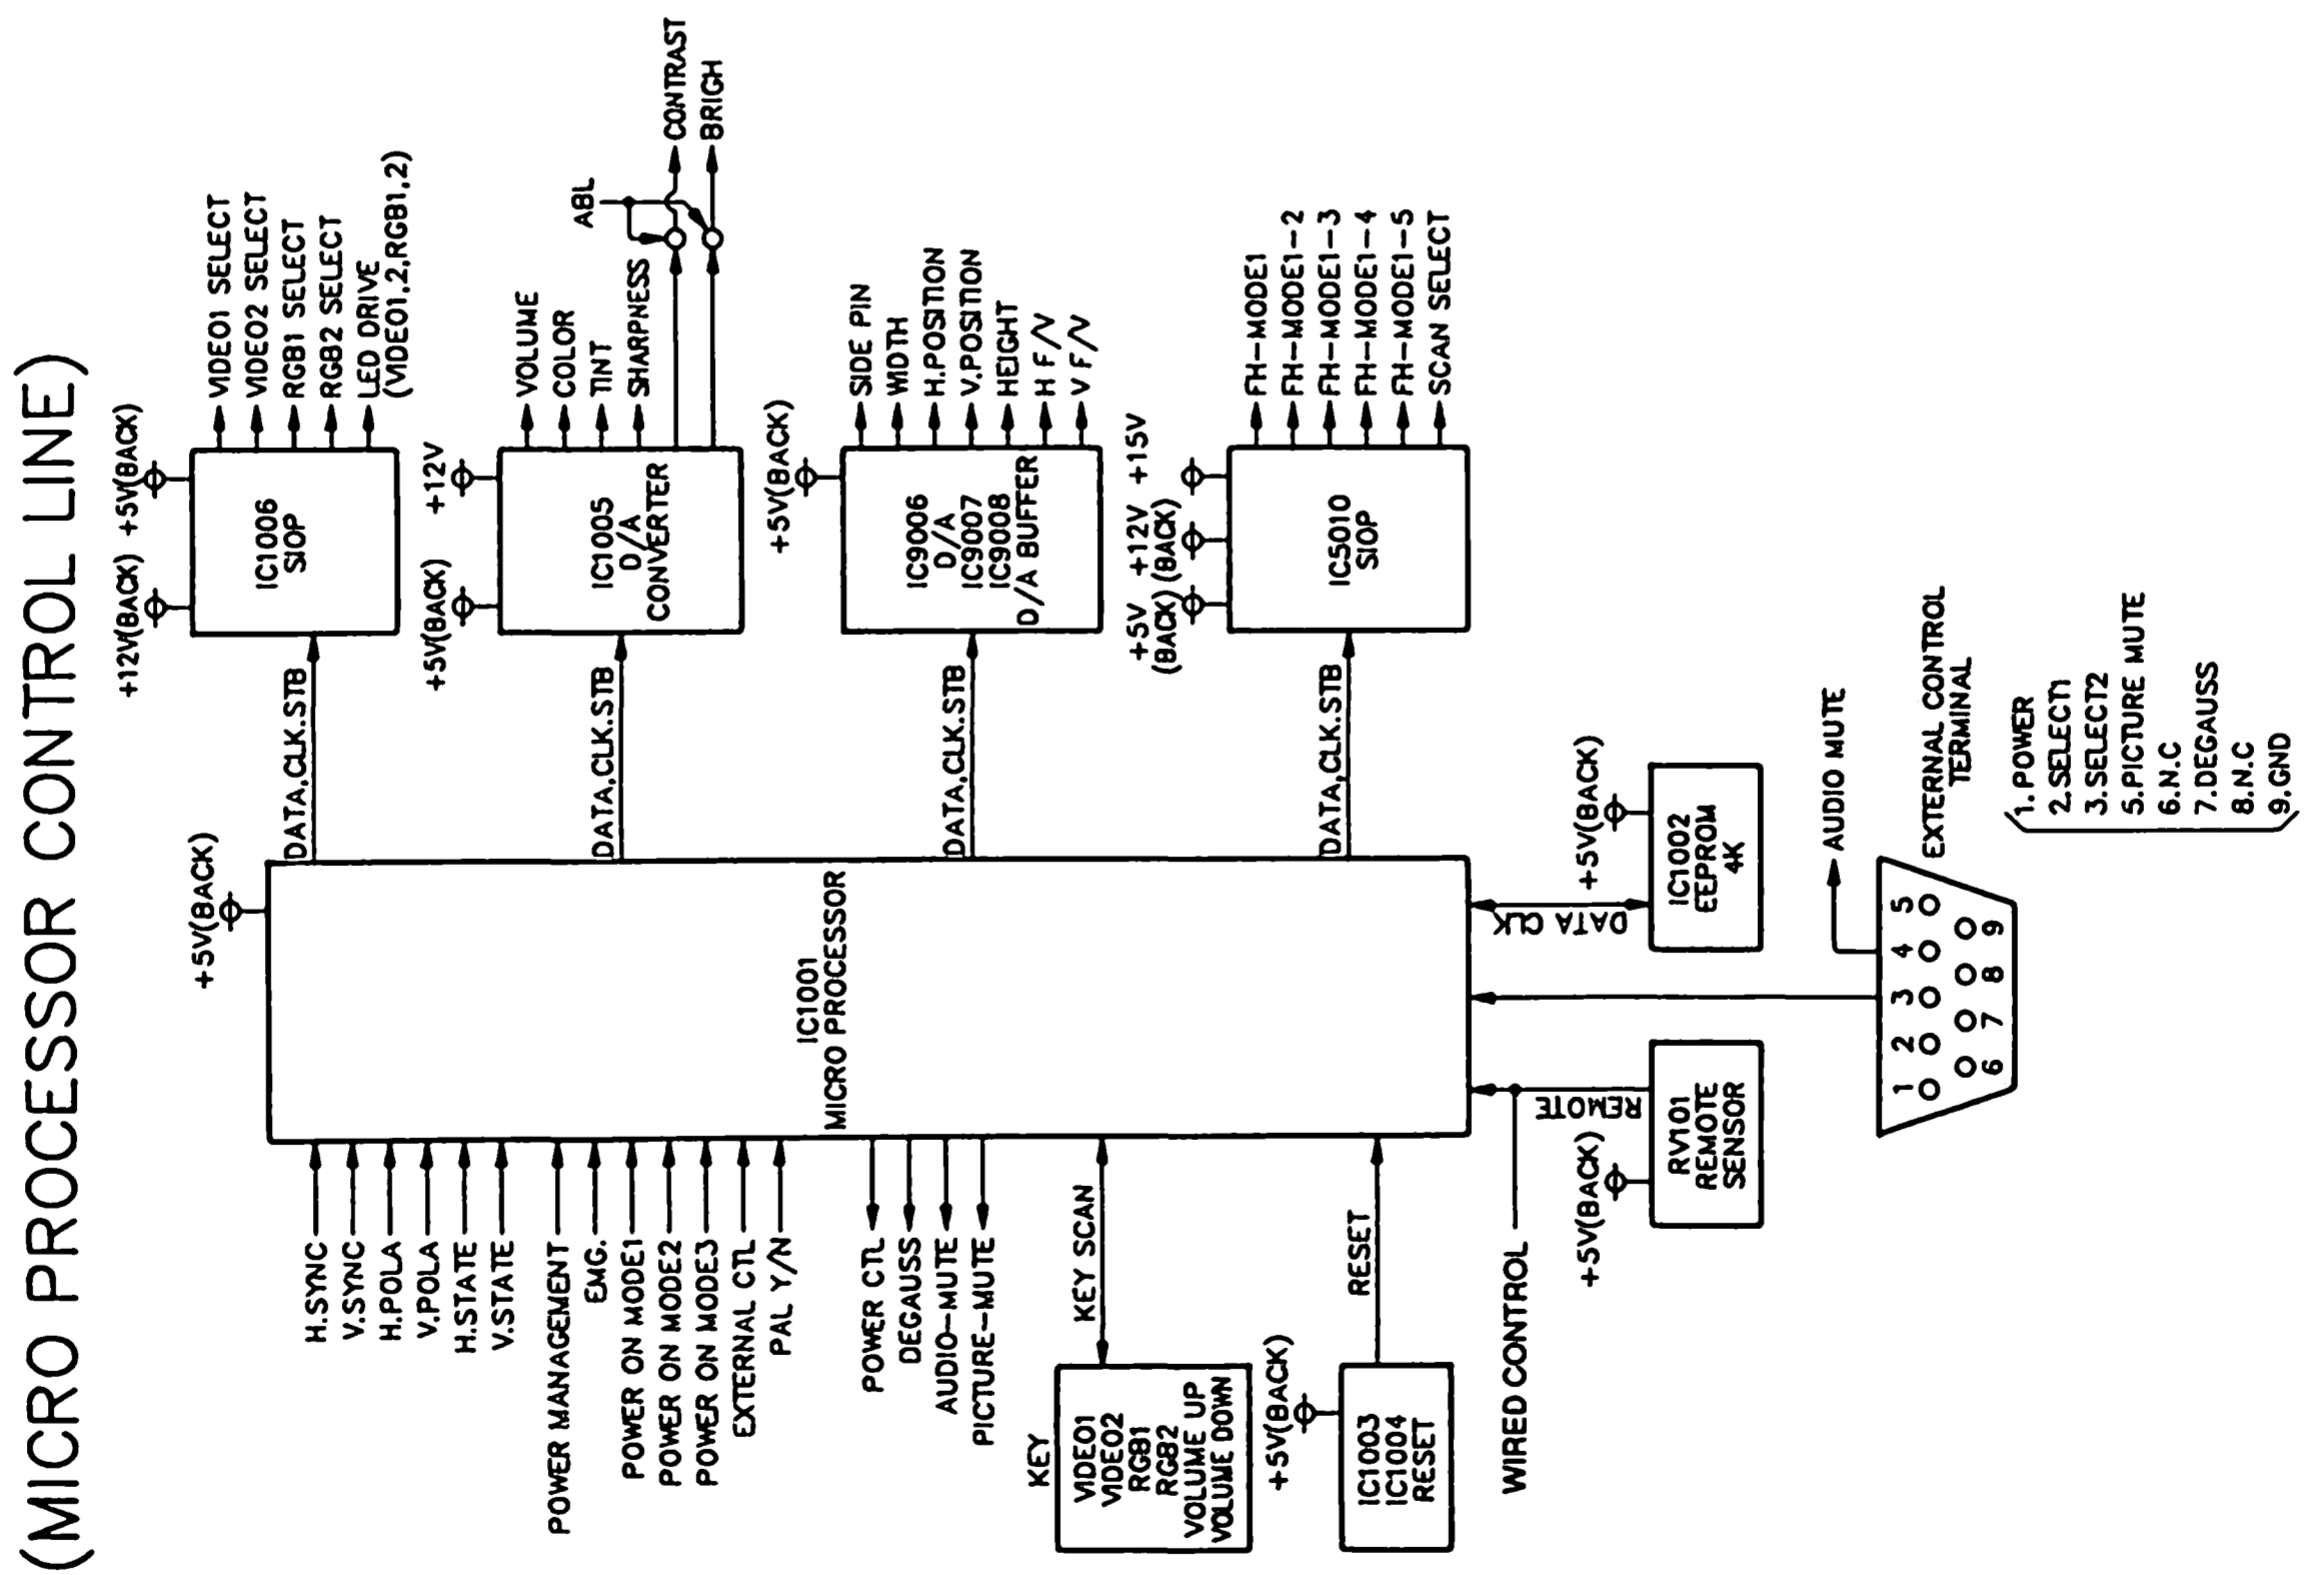 (MICRO PROCESSOR CONTROL LINE)
H.SYNC
V.SYNC
H.POLA
V.POLA
H.STATE
V.STATE
POWER MANAGEMENT
EMG.
POWER ON MODE1
POWER ON MODE2
POWER ON MODE3
EXTERNAL CTL
PAL Y/N
POWER CTL
DEGAUSS
AUDIO-MUTE
PICTURE-MUTE
KEY
VIDEO1
VIDEO2
RGB1
RGB2
VOLUME UP
VOLUME DOWN
KEY SCAN
+5V(BACK)
IC1003
IC1004
RESET
RESET
WIRED CONTROL
+5V(BACK)
IC1001
MICRO PROCESSOR
DATA,CLK.STB
+12V(BACK)
+5V(BACK)
IC1006
SIOP
VIDEO1 SELECT
VIDEO2 SELECT
RGB1 SELECT
RGB2 SELECT
LED DRIVE
(VIDEO1,2,RGB1,2)
DATA,CLK.STB
+5V(BACK)
+12V
IC1005
D/A
CONVERTER
VOLUME
COLOR
TINT
SHARPNESS
ABL
CONTRAST
BRIGH
DATA,CLK.STB
+5V(BACK)
IC9006
D/A
IC9007
IC9008
D/A BUFFER
SIDE PIN
WIDTH
H.POSITION
V.POSITION
HEIGHT
H F/N
V F/N
DATA,CLK.STB
+5V +12V +15V
(BACK) (BACK)
IC5010
SIOP
FH-MODE1
FH-MODE1-2
FH-MODE1-3
FH-MODE1-4
FH-MODE1-5
SCAN SELECT
REMOTE
+5V(BACK)
RV101
REMOTE
SENSOR
DATA CLK
+5V(BACK)
IC1002
EEPROM
4K
AUDIO MUTE
1 2 3 4 5
6 7 8 9
EXTERNAL CONTROL
TERMINAL
1.POWER
2.SELECT1
3.SELECT2
5.PICTURE MUTE
6.N.C
7.DEGAUSS
8.N.C
9.GND